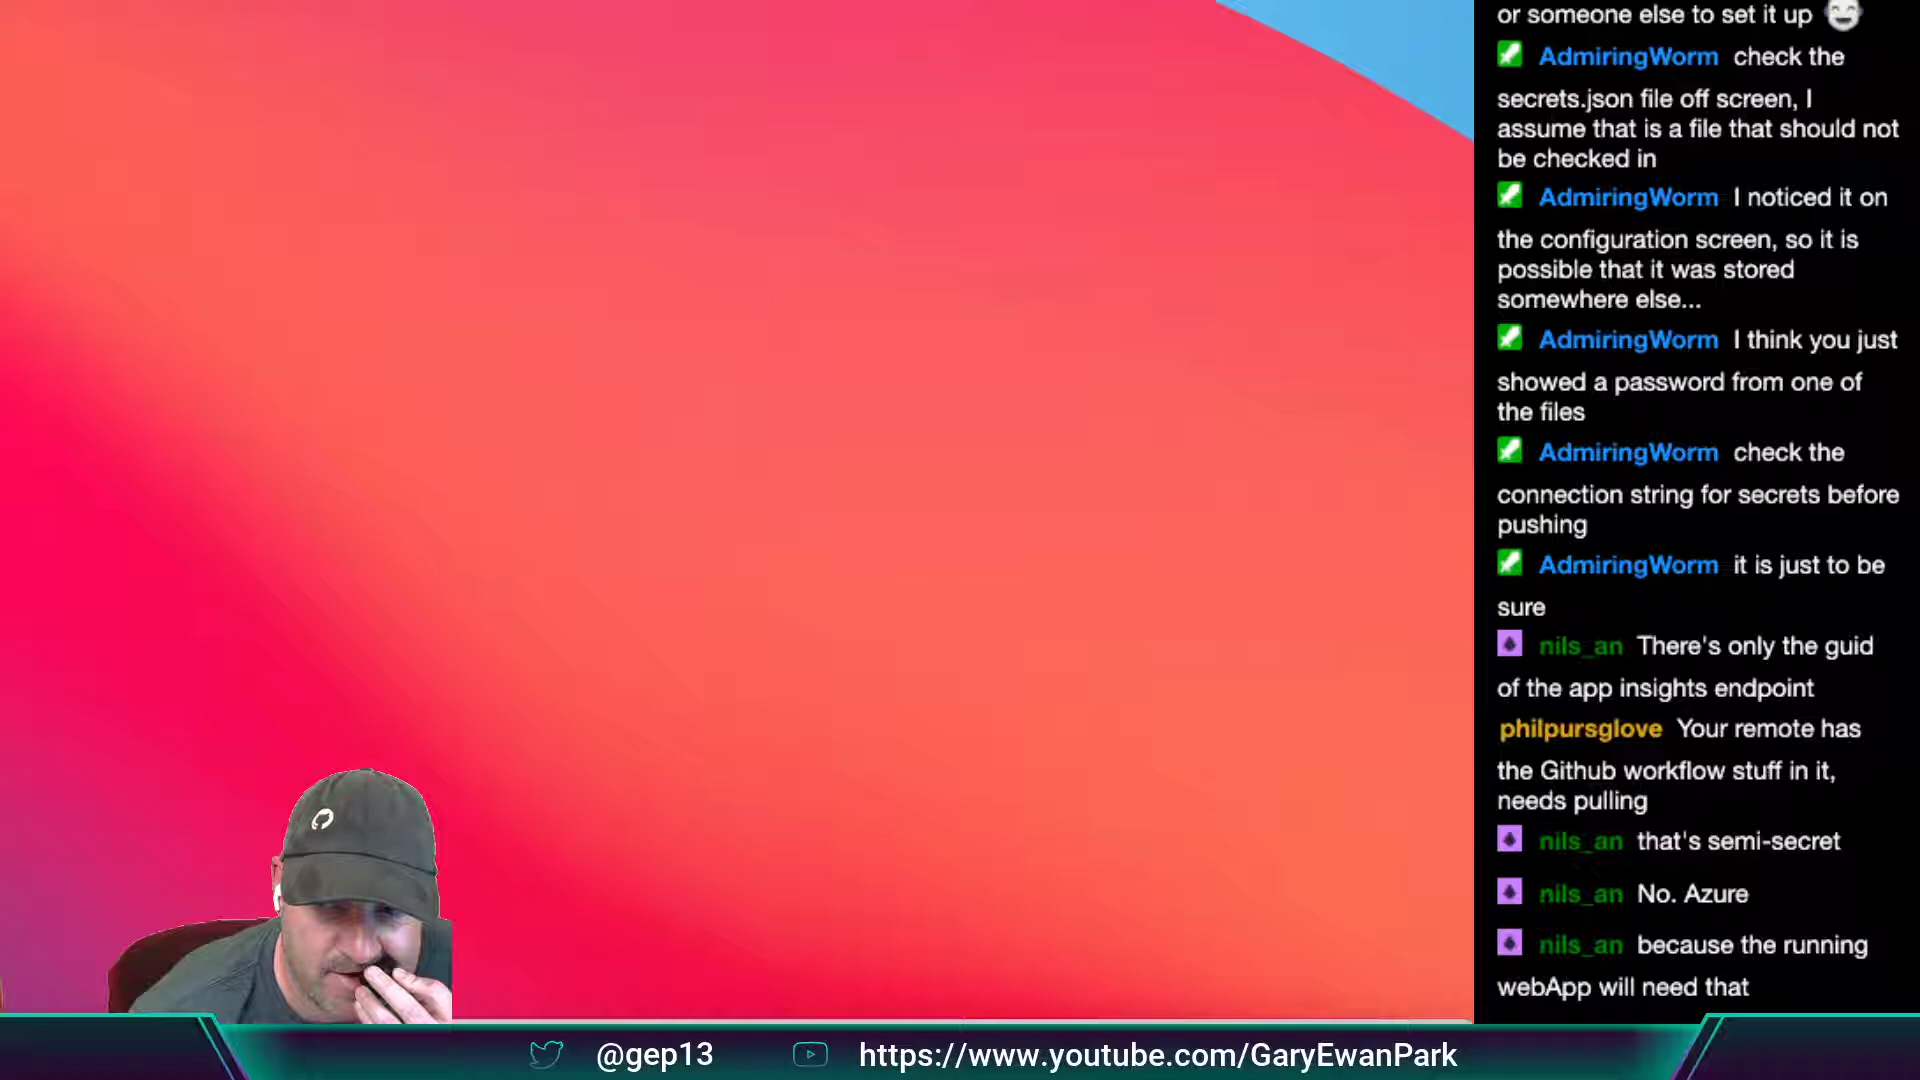 or someone else to set it up
AdmiringWorm check the
secrets.json file off screen, I
assume that is a file that should not
be checked in
AdmiringWorm I noticed it on
the configuration screen, so it is
possible that it was stored
somewhere else...
AdmiringWorm I think you just
showed a password from one of
the files
AdmiringWorm check the
connection string for secrets before
pushing
AdmiringWorm it is just to be
sure
nils_an There's only the guid
of the app insights endpoint
philpursglove Your remote has
the Github workflow stuff in it,
needs pulling
nils_an that's semi-secret
nils_an No. Azure
nils_an because the running
webApp will need that
@gep13
https://www.youtube.com/GaryEwanPark